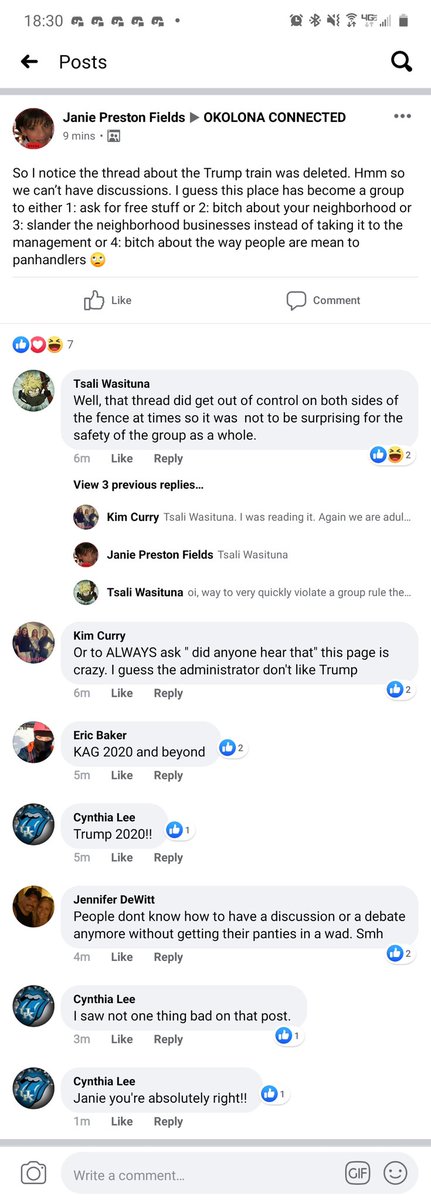 18:30
4G
Posts
Janie Preston Fields ▶ OKOLONA CONNECTED
9 mins ·
So I notice the thread about the Trump train was deleted. Hmm so
we can't have discussions. I guess this place has become a group
to either 1: ask for free stuff or 2: bitch about your neighborhood or
3: slander the neighborhood businesses instead of taking it to the
management or 4: bitch about the way people are mean to
panhandlers 🙄
Like Comment
7
Tsali Wasituna
Well, that thread did get out of control on both sides of
the fence at times so it was not to be surprising for the
safety of the group as a whole.
6m Like Reply 2
View 3 previous replies...
Kim Curry Tsali Wasituna. I was reading it. Again we are adul...
Janie Preston Fields Tsali Wasituna
Tsali Wasituna oi, way to very quickly violate a group rule the...
Kim Curry
Or to ALWAYS ask " did anyone hear that" this page is
crazy. I guess the administrator don't like Trump
6m Like Reply 2
Eric Baker
KAG 2020 and beyond 2
5m Like Reply
Cynthia Lee
Trump 2020!! 1
5m Like Reply
Jennifer DeWitt
People dont know how to have a discussion or a debate
anymore without getting their panties in a wad. Smh
4m Like Reply 2
Cynthia Lee
I saw not one thing bad on that post.
3m Like Reply 1
Cynthia Lee
Janie you're absolutely right!! 1
1m Like Reply
Write a comment...
GIF